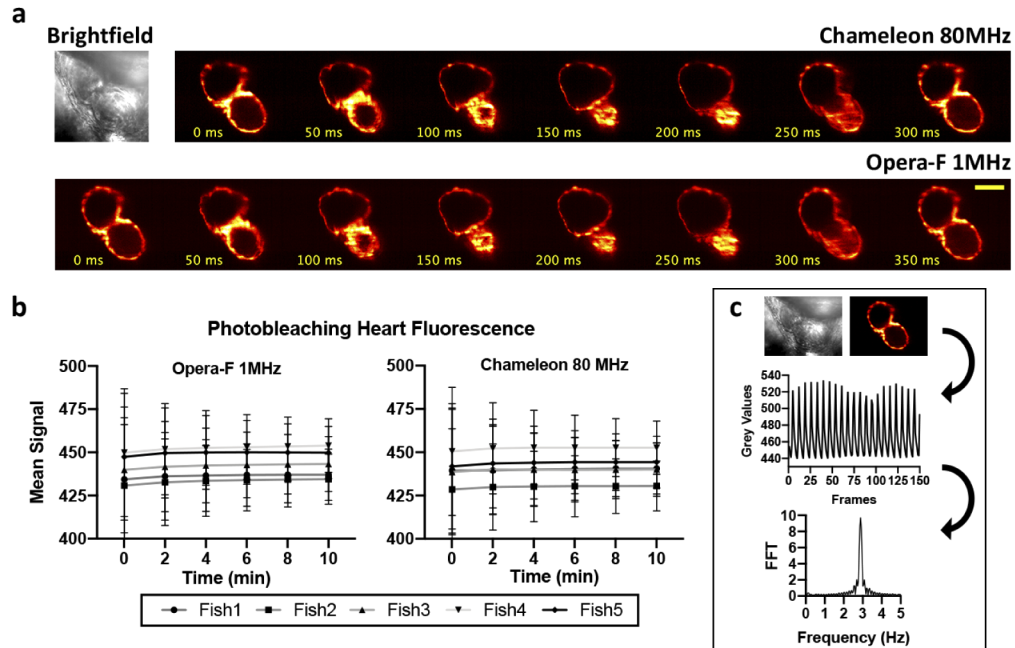 a
Brightfield
Chameleon 80MHz
0 ms
50 ms
100 ms
150 ms
200 ms
250 ms
300 ms
Opera-F 1MHz
0 ms
50 ms
100 ms
150 ms
200 ms
250 ms
300 ms
350 ms
b
Photobleaching Heart Fluorescence
Opera-F 1MHz
Mean Signal
500
475
450
425
400
0 2 4 6 8 10
Time (min)
Chameleon 80 MHz
500
475
450
425
400
0 2 4 6 8 10
Time (min)
Fish1 Fish2 Fish3 Fish4 Fish5
c
Grey Values
540
520
500
480
460
440
0 25 50 75 100 125 150
Frames
FFT
10
8
6
4
2
0
0 1 2 3 4 5
Frequency (Hz)